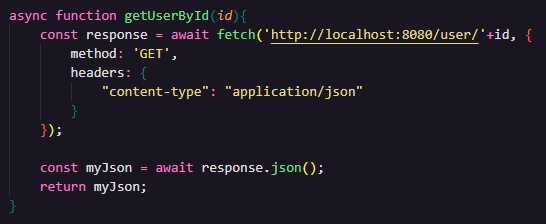 async function getUserById(id){
    const response = await fetch('http://localhost:8080/user/'+id, {
        method: 'GET',
        headers: {
            "content-type": "application/json"
        }
    });
    const myJson = await response.json();
    return myJson;
}